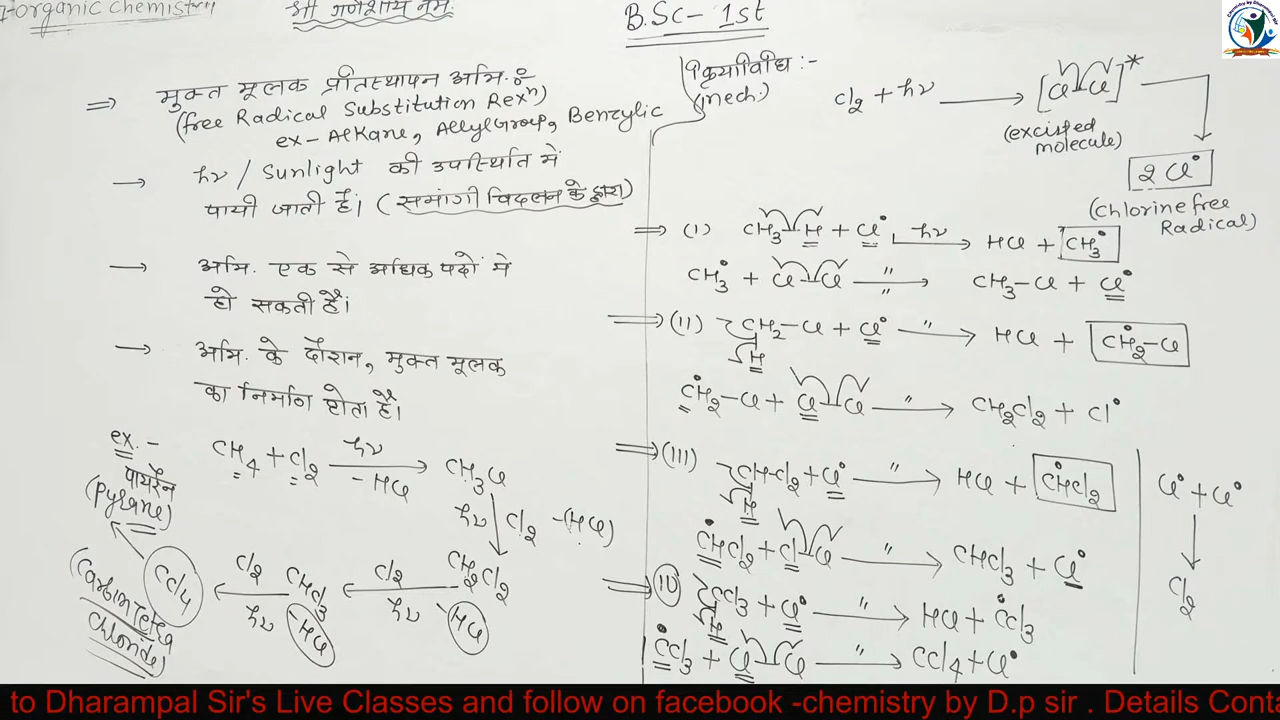 organic chemistry
श्री गणेशाय नमः
B.Sc- 1st
Chemistry by Dharampal Sir
⇒ मुक्त मूलक प्रतिस्थापन अभि. :-
(free Radical Substitution Rexⁿ)
ex - Alkane, Allyl Group, Benzylic
→ hν / Sunlight की उपस्थिति में
पायी जाती है। (समांगी विदलन के द्वारा)
→ अभि. एक से अधिक पदों मे
हो सकती है।
→ अभि. के दौरान, मुक्त मूलक
का निर्माण होता है।
ex. -
CH₄ + Cl₂ hν → -HCl CH₃Cl
hν ↓ Cl₂ -(HCl)
CH₂Cl₂
Cl₂ ← hν -HCl
CHCl₃
Cl₂ ← hν -HCl
CCl₄
(Carbon Tetra
Chloride)
पायरीन
(Pyrane)
क्रियाविधि :-
(mech.)
Cl₂ + hν → [Cl-Cl]*
(excisted
molecule)
2Cl•
(Chlorine free
Radical)
⇒ (I) CH₃-H + Cl• hν → HCl + CH₃•
CH₃• + Cl-Cl " → CH₃-Cl + Cl•
⇒ (II) CH₂-Cl + Cl• " → HCl + •CH₂-Cl
H
•CH₂-Cl + Cl-Cl " → CH₂Cl₂ + Cl•
⇒ (III) CH-Cl₂ + Cl• " → HCl + •CHCl₂
H
•CHCl₂ + Cl-Cl " → CHCl₃ + Cl•
⇒ (IV) CCl₃ + Cl• " → HCl + •CCl₃
H
•CCl₃ + Cl-Cl " → CCl₄ + Cl•
Cl• + Cl•
↓
Cl₂
to Dharampal Sir's Live Classes and follow on facebook -chemistry by D.p sir . Details Conta